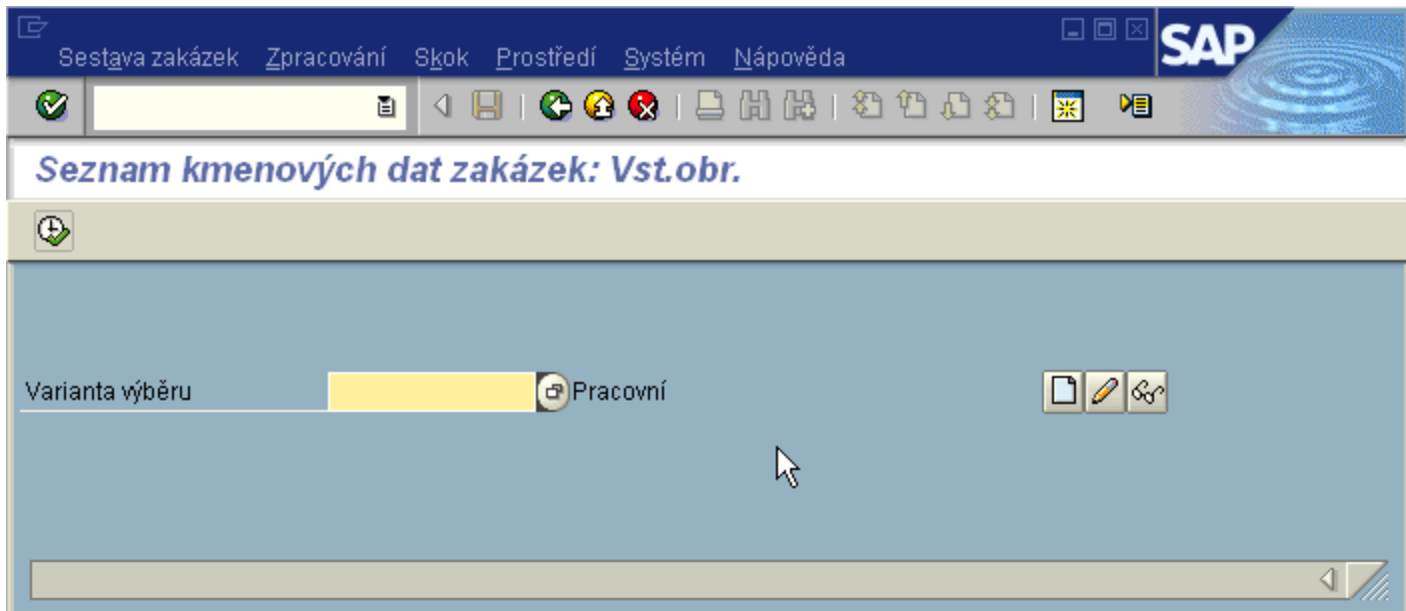 Sestava zakázek Zpracování Skok Prostředí Systém Nápověda
SAP
Seznam kmenových dat zakázek: Vst.obr.
Varianta výběru Pracovní